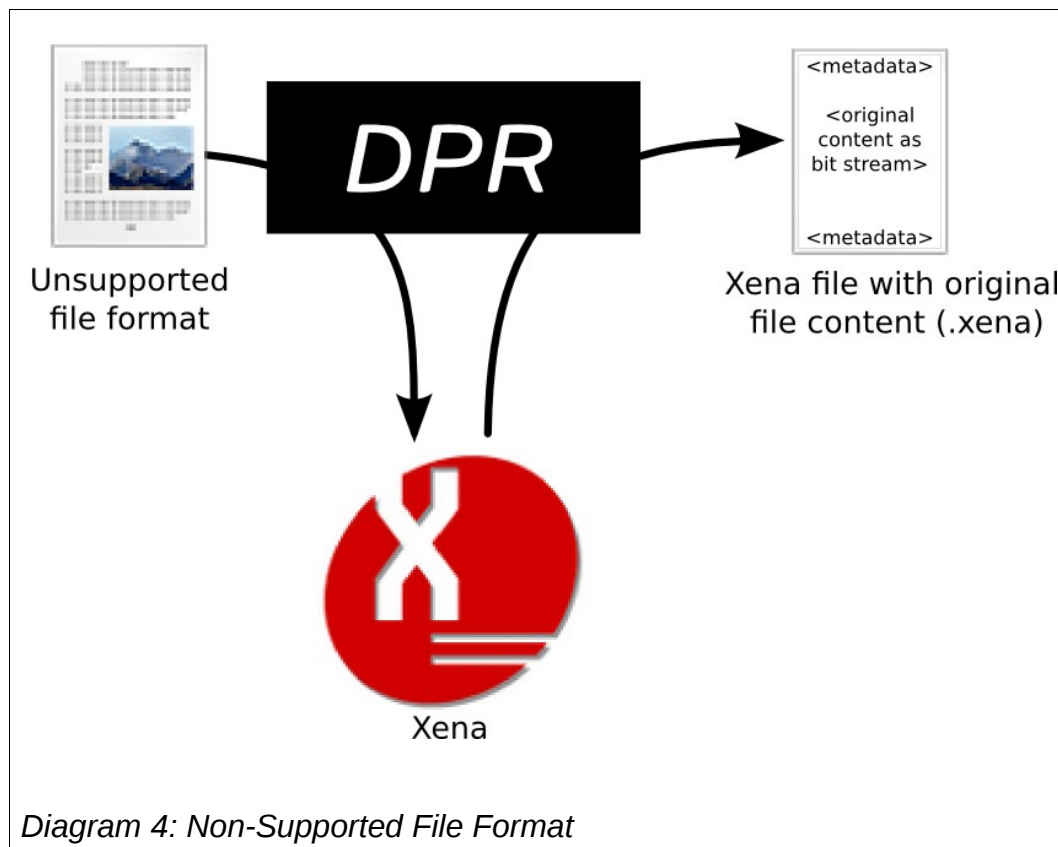 DPR
<metadata>
<original
content as
bit stream>
<metadata>
Unsupported
file format
Xena file with original
file content (.xena)
X
Xena
Diagram 4: Non-Supported File Format